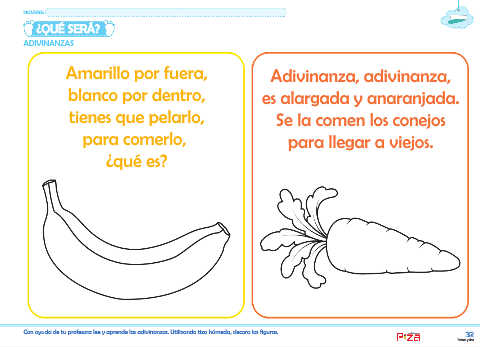 NOMBRE:
¿QUÉ SERÁ?
ADIVINANZAS
Amarillo por fuera,
blanco por dentro,
tienes que pelarlo,
para comerlo,
¿qué es?
Adivinanza, adivinanza,
es alargada y anaranjada.
Se la comen los conejos
para llegar a viejos.
Con ayuda de tu profesora lee y aprende las adivinanzas. Utilizando tiza húmeda, decora las figuras.